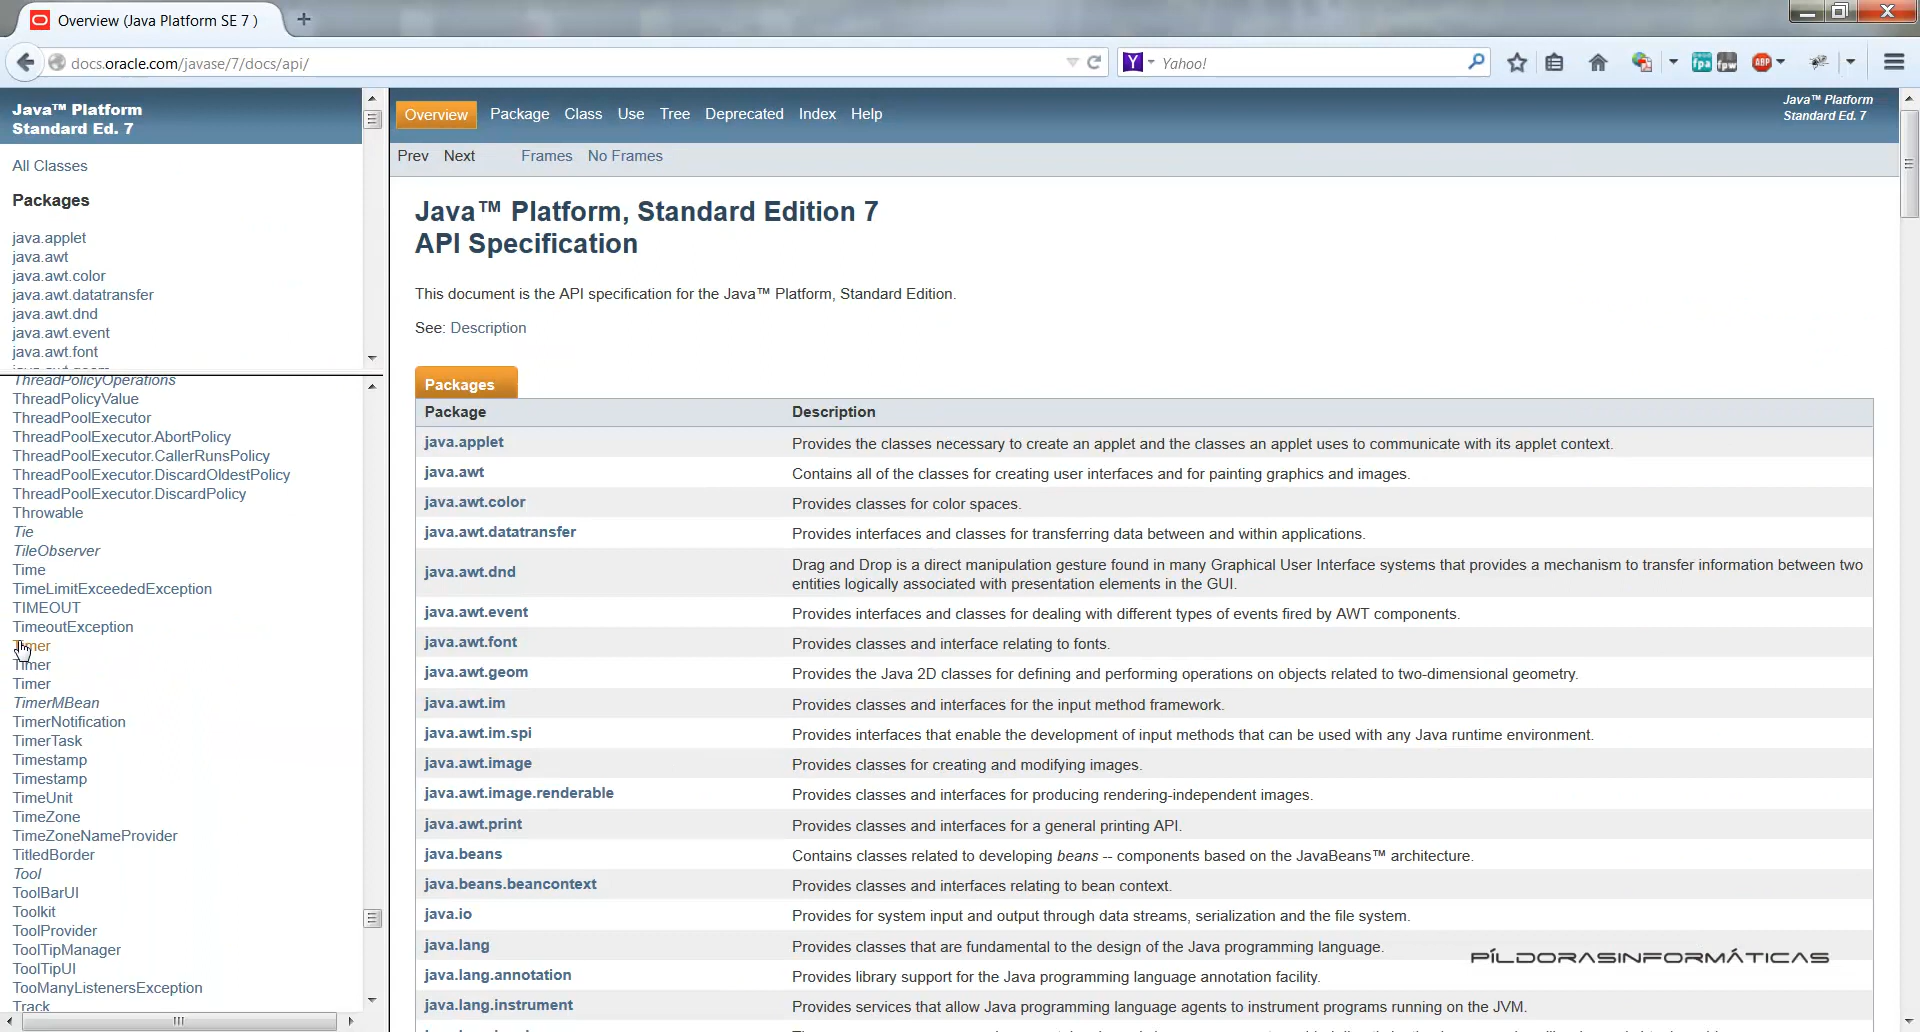 Overview (Java Platform SE 7 )
docs.oracle.com/javase/7/docs/api/
Yahoo!
fpa
fpw
ABP
Java™ Platform
Standard Ed. 7
All Classes
Packages
java.applet
java.awt
java.awt.color
java.awt.datatransfer
java.awt.dnd
java.awt.event
java.awt.font
ThreadPolicyOperations
ThreadPolicyValue
ThreadPoolExecutor
ThreadPoolExecutor.AbortPolicy
ThreadPoolExecutor.CallerRunsPolicy
ThreadPoolExecutor.DiscardOldestPolicy
ThreadPoolExecutor.DiscardPolicy
Throwable
Tie
TileObserver
Time
TimeLimitExceededException
TIMEOUT
TimeoutException
Timer
Timer
Timer
TimerMBean
TimerNotification
TimerTask
Timestamp
Timestamp
TimeUnit
TimeZone
TimeZoneNameProvider
TitledBorder
Tool
ToolBarUI
Toolkit
ToolProvider
ToolTipManager
ToolTipUI
TooManyListenersException
Track
Overview Package Class Use Tree Deprecated Index Help
Java™ Platform
Standard Ed. 7
Prev Next Frames No Frames
Java™ Platform, Standard Edition 7
API Specification
This document is the API specification for the Java™ Platform, Standard Edition.
See: Description
Packages
Package Description
java.applet Provides the classes necessary to create an applet and the classes an applet uses to communicate with its applet context.
java.awt Contains all of the classes for creating user interfaces and for painting graphics and images.
java.awt.color Provides classes for color spaces.
java.awt.datatransfer Provides interfaces and classes for transferring data between and within applications.
java.awt.dnd Drag and Drop is a direct manipulation gesture found in many Graphical User Interface systems that provides a mechanism to transfer information between two
entities logically associated with presentation elements in the GUI.
java.awt.event Provides interfaces and classes for dealing with different types of events fired by AWT components.
java.awt.font Provides classes and interface relating to fonts.
java.awt.geom Provides the Java 2D classes for defining and performing operations on objects related to two-dimensional geometry.
java.awt.im Provides classes and interfaces for the input method framework.
java.awt.im.spi Provides interfaces that enable the development of input methods that can be used with any Java runtime environment.
java.awt.image Provides classes for creating and modifying images.
java.awt.image.renderable Provides classes and interfaces for producing rendering-independent images.
java.awt.print Provides classes and interfaces for a general printing API.
java.beans Contains classes related to developing beans -- components based on the JavaBeans™ architecture.
java.beans.beancontext Provides classes and interfaces relating to bean context.
java.io Provides for system input and output through data streams, serialization and the file system.
java.lang Provides classes that are fundamental to the design of the Java programming language.
java.lang.annotation Provides library support for the Java programming language annotation facility.
java.lang.instrument Provides services that allow Java programming language agents to instrument programs running on the JVM.
PÍLDORASINFORMÁTICAS